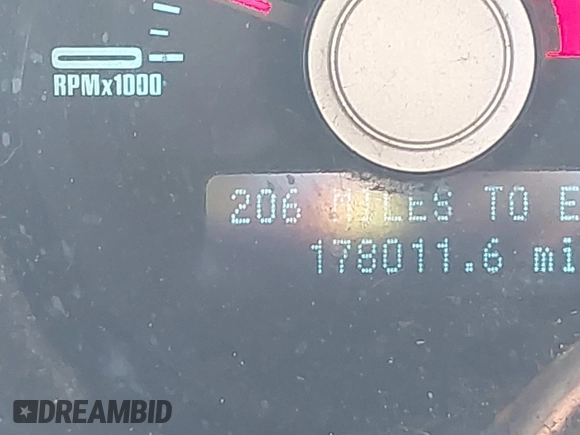 RPMx1000
206 MILES TO E
178011.6 mi
DREAMBID